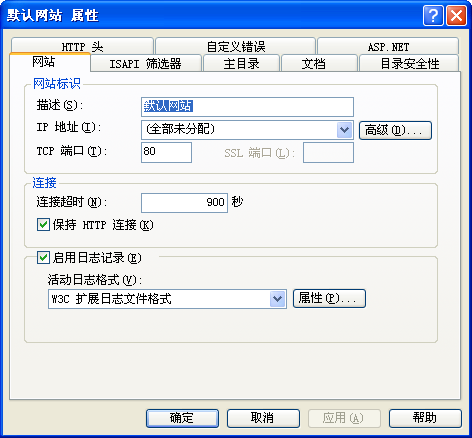 默认网站 属性
HTTP 头 自定义错误 ASP.NET
网站 ISAPI 筛选器 主目录 文档 目录安全性
网站标识
描述(S): 默认网站
IP 地址(I): (全部未分配) 高级(D)...
TCP 端口(T): 80 SSL 端口(L):
连接
连接超时(N): 900 秒
保持 HTTP 连接(K)
启用日志记录(E)
活动日志格式(V):
W3C 扩展日志文件格式 属性(P)...
确定 取消 应用(A) 帮助